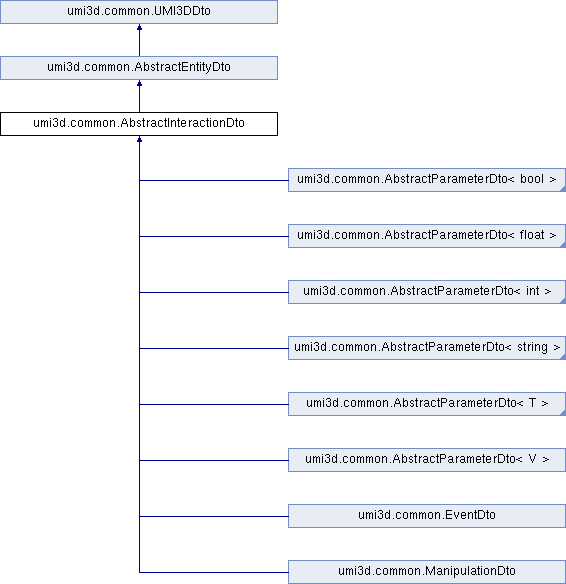 umi3d.common.UMI3DDto
umi3d.common.AbstractEntityDto
umi3d.common.AbstractInteractionDto
umi3d.common.AbstractParameterDto< bool >
umi3d.common.AbstractParameterDto< float >
umi3d.common.AbstractParameterDto< int >
umi3d.common.AbstractParameterDto< string >
umi3d.common.AbstractParameterDto< T >
umi3d.common.AbstractParameterDto< V >
umi3d.common.EventDto
umi3d.common.ManipulationDto